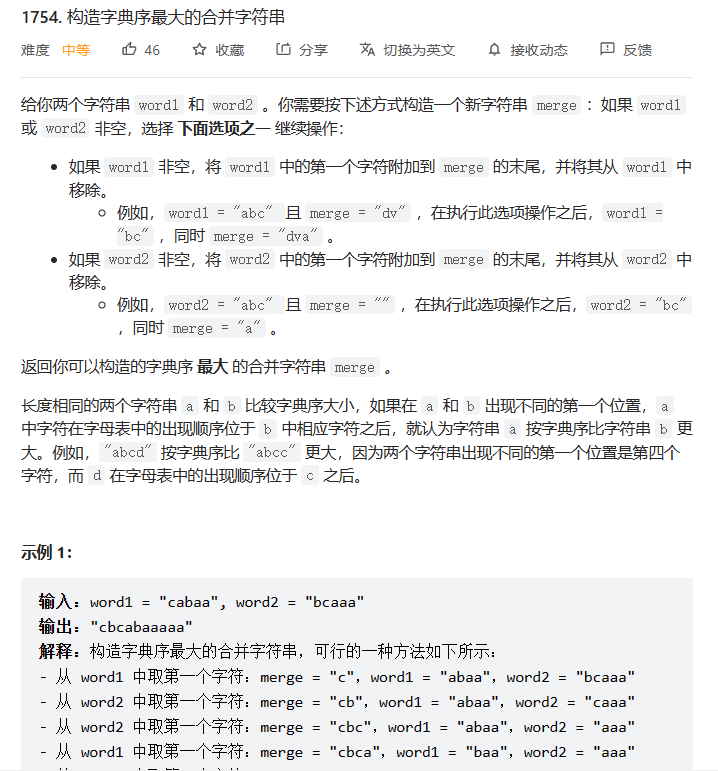 1754. 构造字典序最大的合并字符串
难度 中等 46 收藏 分享 切换为英文 接收动态 反馈
给你两个字符串 word1 和 word2 。你需要按下述方式构造一个新字符串 merge ：如果 word1
或 word2 非空，选择 下面选项之一 继续操作：
如果 word1 非空，将 word1 中的第一个字符附加到 merge 的末尾，并将其从 word1 中
移除。
例如， word1 = "abc" 且 merge = "dv" ，在执行此选项操作之后， word1 =
"bc" ，同时 merge = "dva" 。
如果 word2 非空，将 word2 中的第一个字符附加到 merge 的末尾，并将其从 word2 中
移除。
例如， word2 = "abc" 且 merge = "" ，在执行此选项操作之后， word2 = "bc"
，同时 merge = "a" 。
返回你可以构造的字典序 最大 的合并字符串 merge 。
长度相同的两个字符串 a 和 b 比较字典序大小，如果在 a 和 b 出现不同的第一个位置， a
中字符在字母表中的出现顺序位于 b 中相应字符之后，就认为字符串 a 按字典序比字符串 b 更
大。例如， "abcd" 按字典序比 "abcc" 更大，因为两个字符串出现不同的第一个位置是第四个
字符，而 d 在字母表中的出现顺序位于 c 之后。
示例 1：
输入：word1 = "cabaa", word2 = "bcaaa"
输出："cbcabaaaaa"
解释：构造字典序最大的合并字符串，可行的一种方法如下所示：
- 从 word1 中取第一个字符：merge = "c"，word1 = "abaa"，word2 = "bcaaa"
- 从 word2 中取第一个字符：merge = "cb"，word1 = "abaa"，word2 = "caaa"
- 从 word2 中取第一个字符：merge = "cbc"，word1 = "abaa"，word2 = "aaa"
- 从 word1 中取第一个字符：merge = "cbca"，word1 = "baa"，word2 = "aaa"